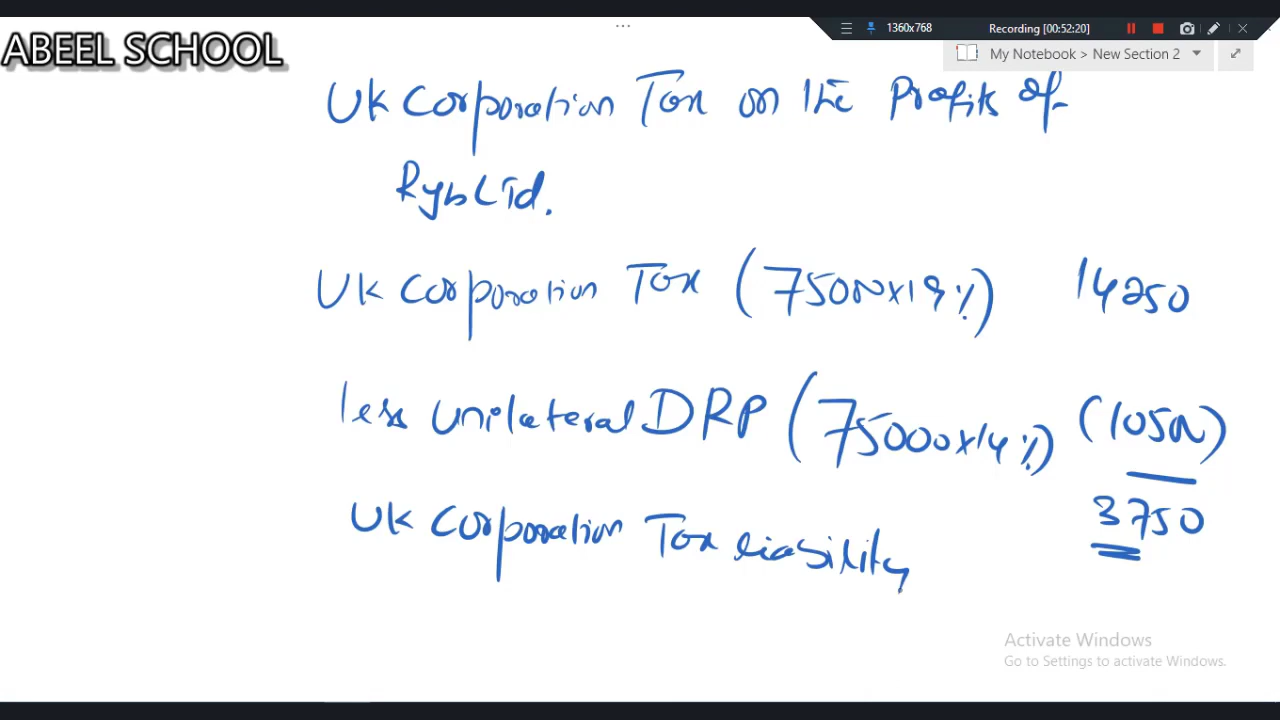 ABEEL SCHOOL
1360x768
Recording [00:52:20]
My Notebook > New Section 2
UK Corporation Tax on the Profits of
Ryb Ltd.
UK Corporation Tax (75000x19%) 14250
less unilateral DRP (75000x14%) (10500)
3750
UK Corporation Tax liability
Activate Windows
Go to Settings to activate Windows.